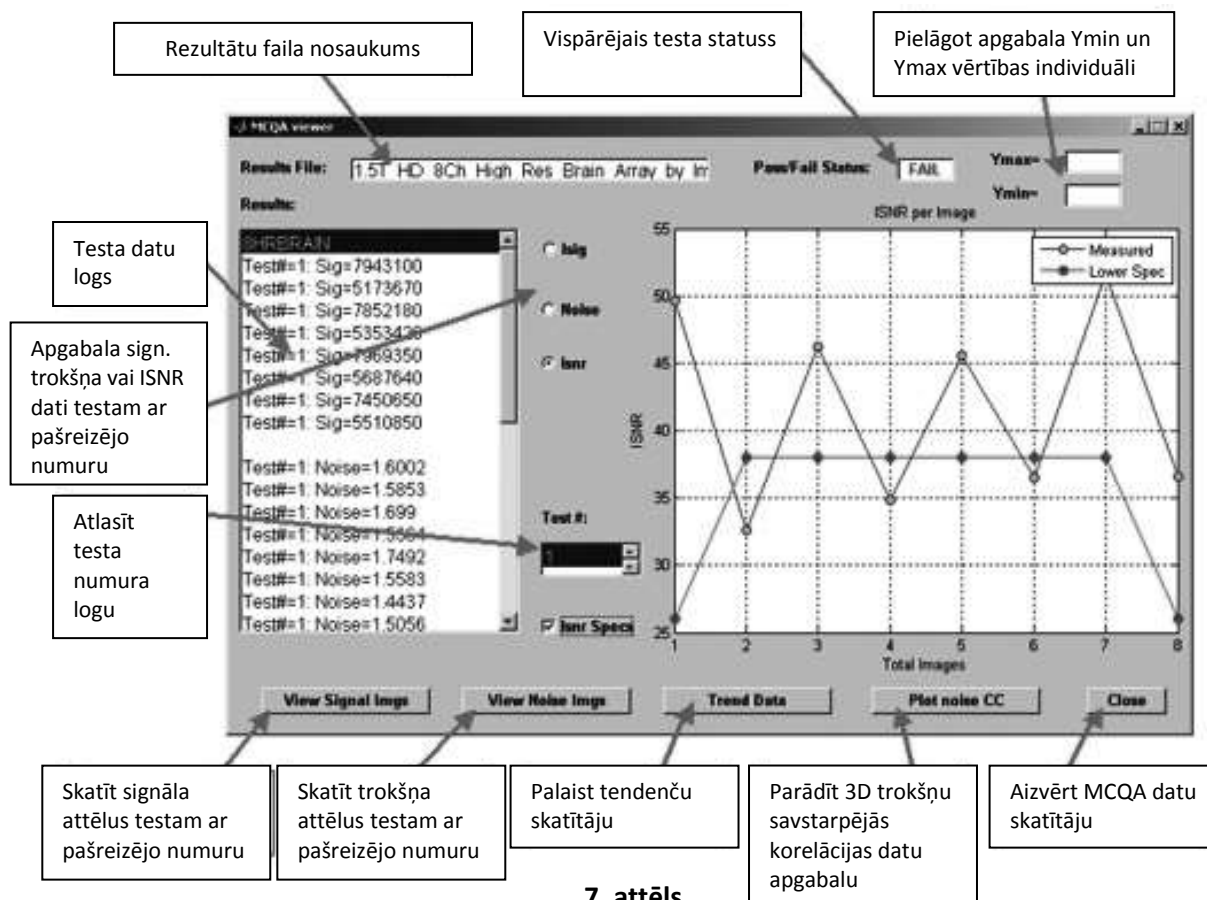 Rezultātu faila nosaukums
Vispārējais testa statuss
Pielāgot apgabala Ymin un
Ymax vērtības individuāli
MCQA viewer
Results File:
1.5T HD 8Ch High Res Brain Array by Im
Pass/Fail Status:
FAIL
Ymax=
Ymin=
Results:
Testa datu
logs
Apgabala sign.
trokšņa vai ISNR
dati testam ar
pašreizējo
numuru
Atlasīt
testa
numura
logu
Test#=1: Sig=7943100
Test#=1: Sig=5173670
Test#=1: Sig=7852180
Test#=1: Sig=5353420
Test#=1: Sig=7969350
Test#=1: Sig=5687640
Test#=1: Sig=7450650
Test#=1: Sig=5510850
Test#=1: Noise=1.6002
Test#=1: Noise=1.5853
Test#=1: Noise=1.699
Test#=1: Noise=1.7492
Test#=1: Noise=1.5583
Test#=1: Noise=1.4437
Test#=1: Noise=1.5056
Isig
Noise
Isnr
Test #:
1
Isnr Specs
ISNR per Image
Measured
Lower Spec
ISNR
55
50
45
40
35
30
25
1 2 3 4 5 6 7 8
Total Images
View Signal Imgs
View Noise Imgs
Trend Data
Plot noise CC
Close
Skatīt signāla
attēlus testam ar
pašreizējo numuru
Skatīt trokšņa
attēlus testam ar
pašreizējo numuru
Palaist tendenču
skatītāju
Parādīt 3D trokšņu
savstarpējās
korelācijas datu
apgabalu
Aizvērt MCQA datu
skatītāju
7. attēls